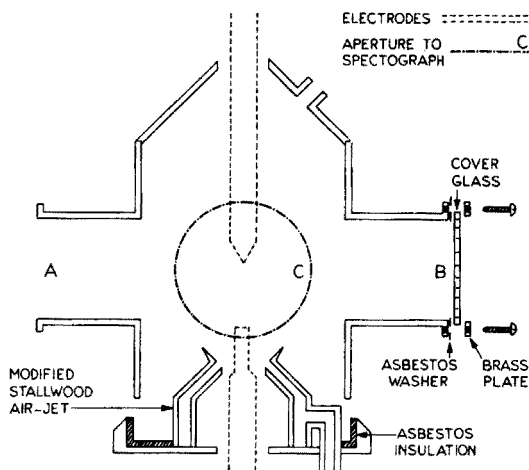 ELECTRODES
APERTURE TO
SPECTOGRAPH
C
COVER
GLASS
A
C
B
MODIFIED
STALLWOOD
AIR-JET
ASBESTOS
WASHER
BRASS
PLATE
ASBESTOS
INSULATION